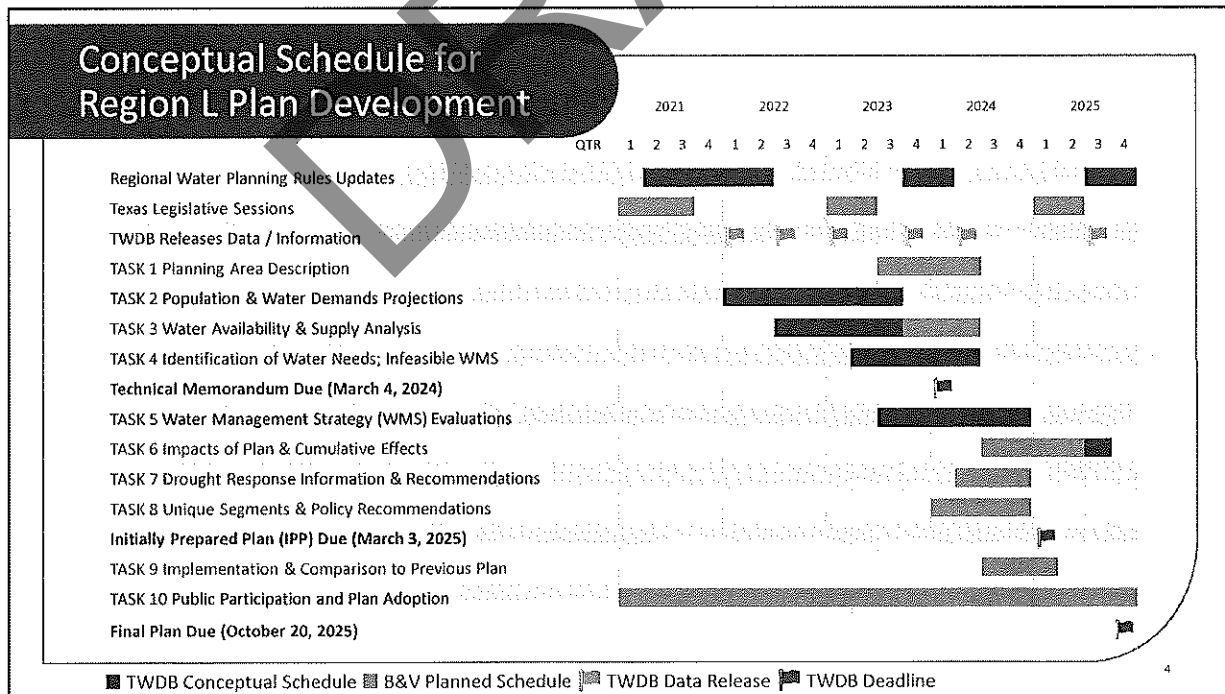 DRA
Conceptual Schedule for
Region L Plan Development
2021 2022 2023 2024 2025
QTR 1 2 3 4 1 2 3 4 1 2 3 4 1 2 3 4 1 2 3 4
Regional Water Planning Rules Updates
Texas Legislative Sessions
TWDB Releases Data / Information
TASK 1 Planning Area Description
TASK 2 Population & Water Demands Projections
TASK 3 Water Availability & Supply Analysis
TASK 4 Identification of Water Needs; Infeasible WMS
Technical Memorandum Due (March 4, 2024)
TASK 5 Water Management Strategy (WMS) Evaluations
TASK 6 Impacts of Plan & Cumulative Effects
TASK 7 Drought Response Information & Recommendations
TASK 8 Unique Segments & Policy Recommendations
Initially Prepared Plan (IPP) Due (March 3, 2025)
TASK 9 Implementation & Comparison to Previous Plan
TASK 10 Public Participation and Plan Adoption
Final Plan Due (October 20, 2025)
TWDB Conceptual Schedule B&V Planned Schedule TWDB Data Release TWDB Deadline
4